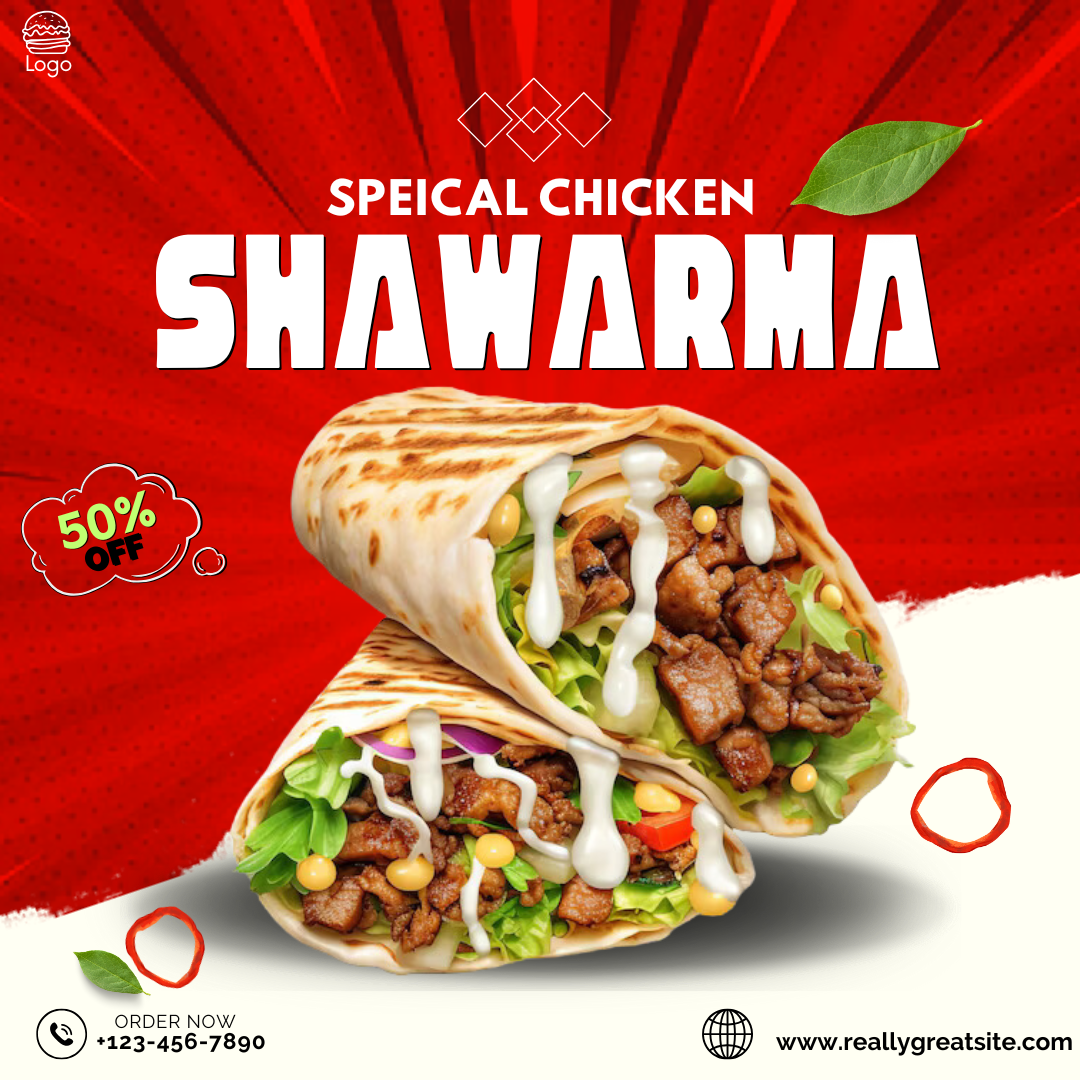 Logo
SPEICAL CHICKEN
SHAWARMA
50%
OFF
ORDER NOW
+123-456-7890
www.reallygreatsite.com